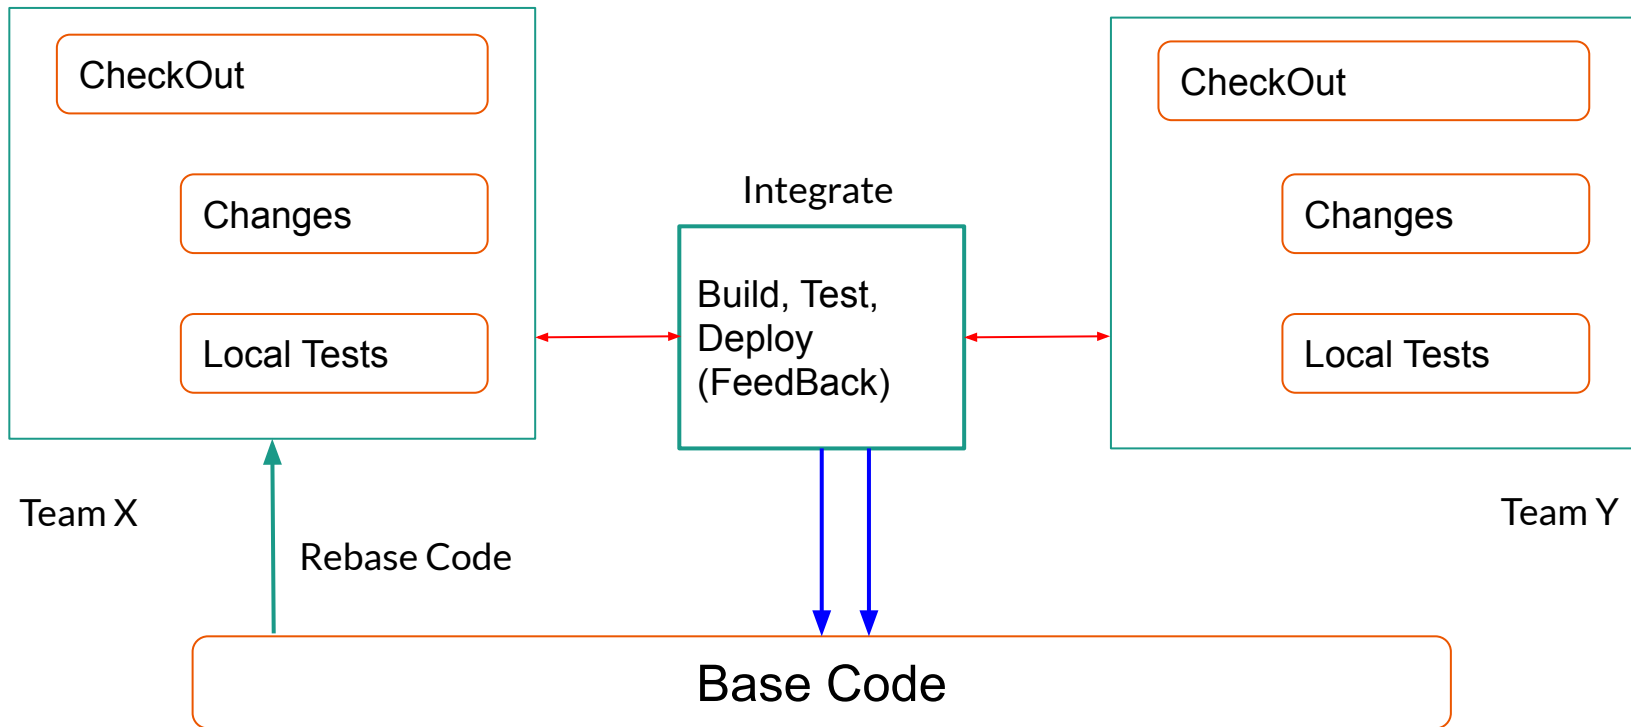 CheckOut
Changes
Local Tests
Team X
Rebase Code
Integrate
Build, Test,
Deploy
(FeedBack)
CheckOut
Changes
Local Tests
Team Y
Base Code